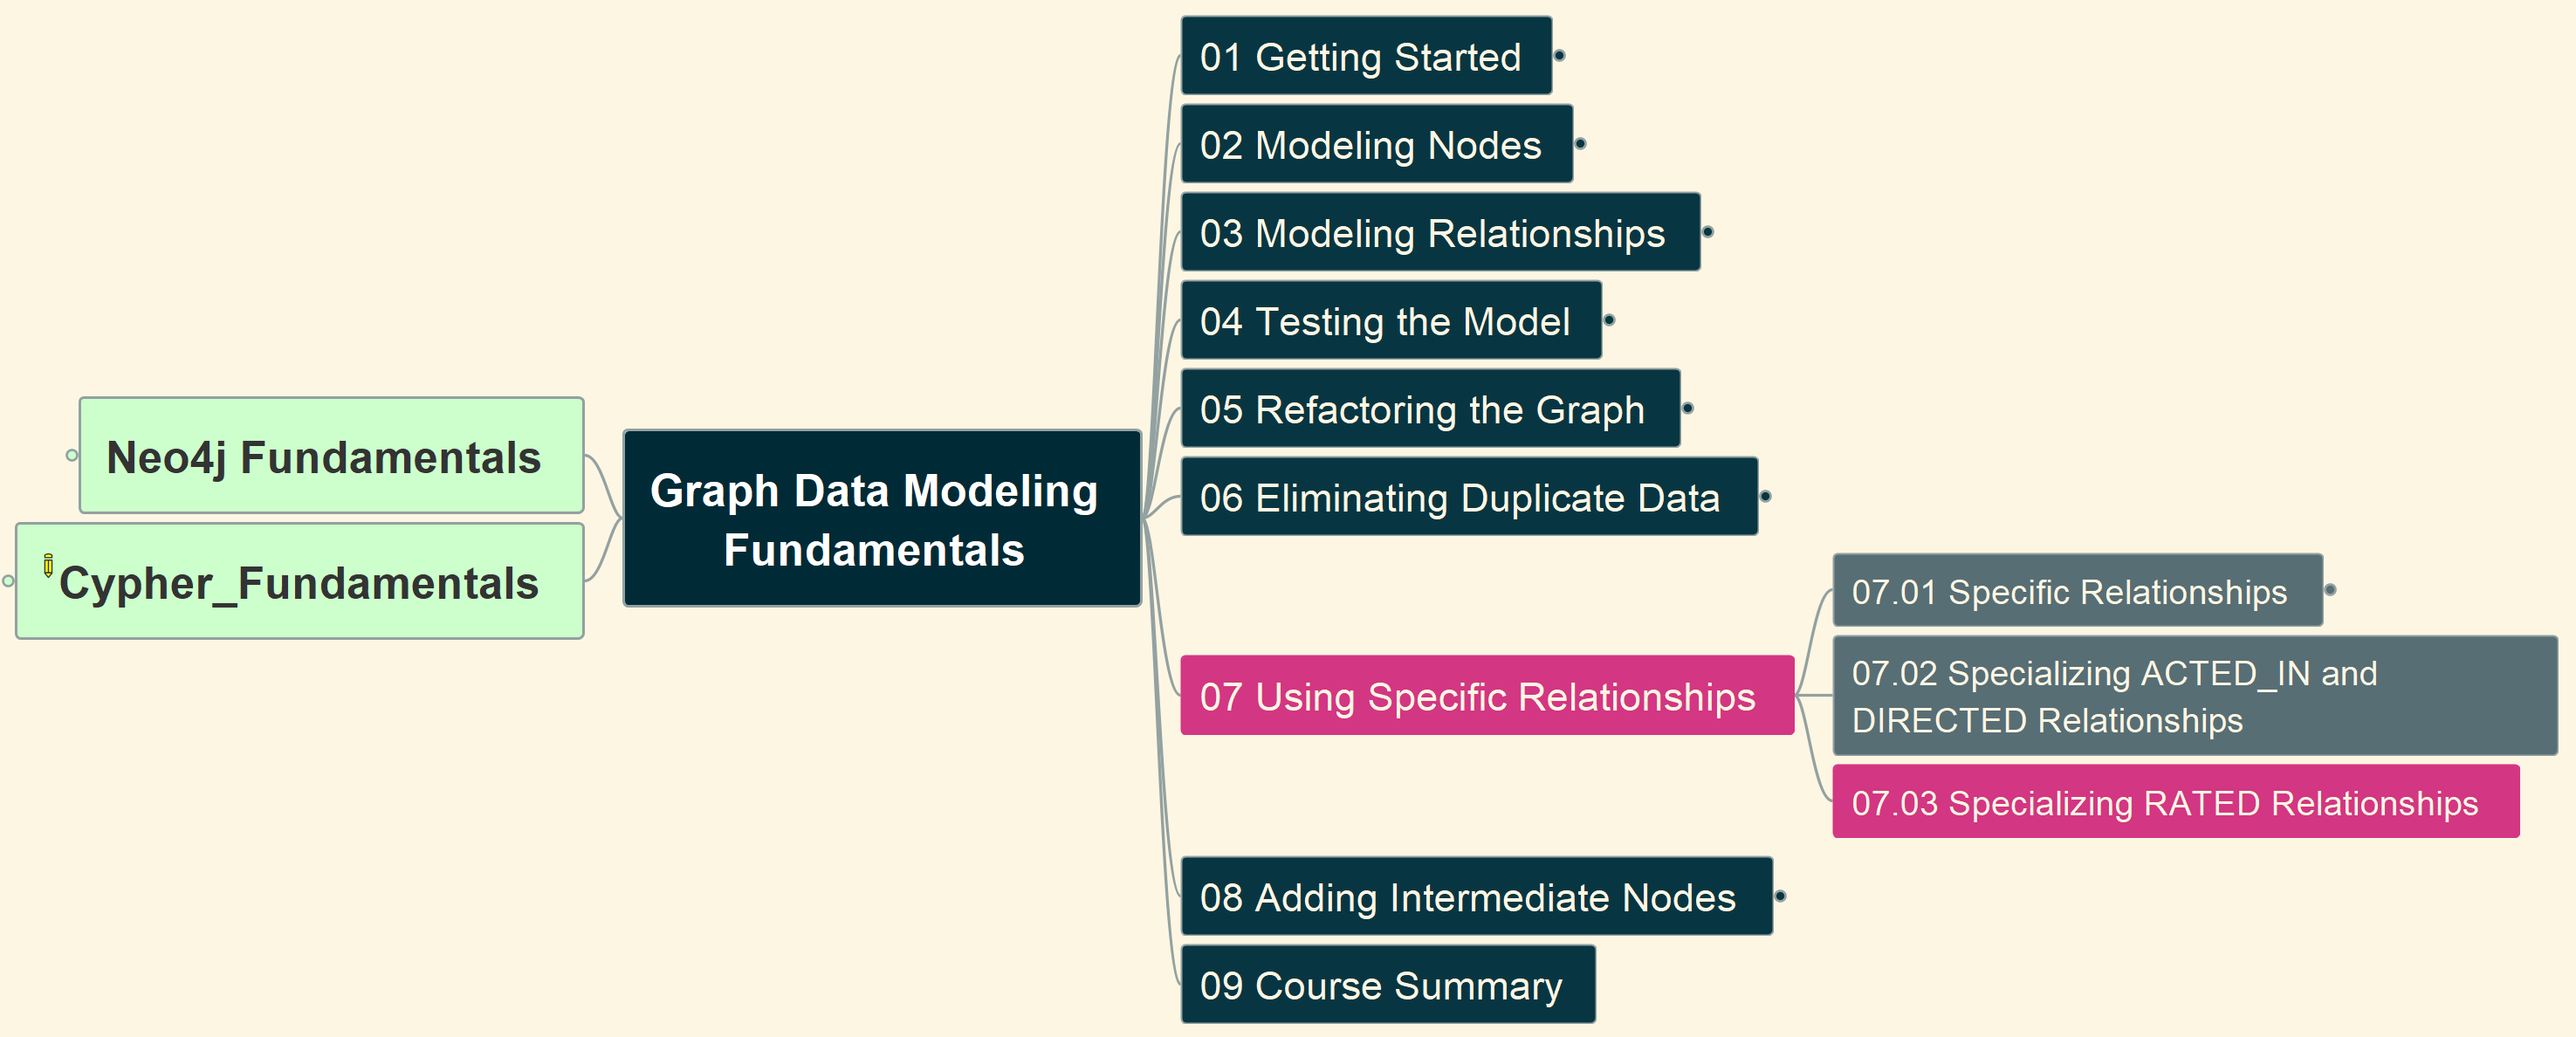 Neo4j Fundamentals
Cypher_Fundamentals
Graph Data Modeling
Fundamentals
01 Getting Started
02 Modeling Nodes
03 Modeling Relationships
04 Testing the Model
05 Refactoring the Graph
06 Eliminating Duplicate Data
07 Using Specific Relationships
07.01 Specific Relationships
07.02 Specializing ACTED_IN and
DIRECTED Relationships
07.03 Specializing RATED Relationships
08 Adding Intermediate Nodes
09 Course Summary